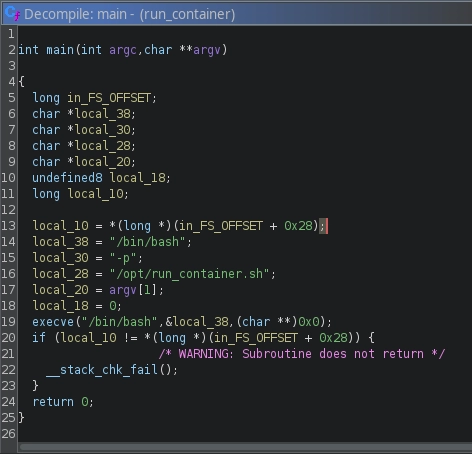 Decompile: main - (run_container)
1
2 int main(int argc,char **argv)
3
4 {
5 long in_FS_OFFSET;
6 char *local_38;
7 char *local_30;
8 char *local_28;
9 char *local_20;
10 undefined8 local_18;
11 long local_10;
12
13 local_10 = *(long *)(in_FS_OFFSET + 0x28);
14 local_38 = "/bin/bash";
15 local_30 = "-p";
16 local_28 = "/opt/run_container.sh";
17 local_20 = argv[1];
18 local_18 = 0;
19 execve("/bin/bash",&local_38,(char **)0x0);
20 if (local_10 != *(long *)(in_FS_OFFSET + 0x28)) {
21 /* WARNING: Subroutine does not return */
22 __stack_chk_fail();
23 }
24 return 0;
25 }
26